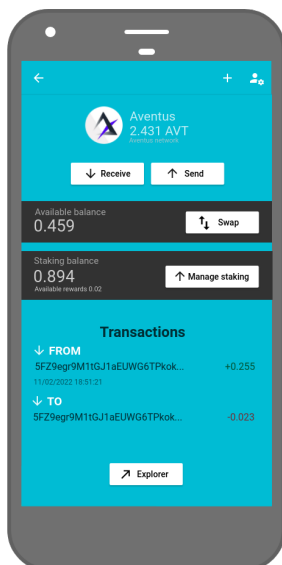 Aventus
2.431 AVT
Aventus network
Receive
Send
Available balance
0.459
Swap
Staking balance
0.894
Available rewards 0.02
Manage staking
Transactions
FROM
5FZ9egr9M1tGJ1aEUWG6TPkok... +0.255
11/02/2022 18:51:21
TO
5FZ9egr9M1tGJ1aEUWG6TPkok... -0.023
Explorer